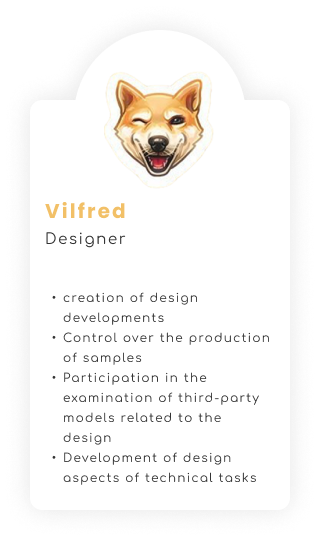 Vilfred
Designer
• creation of design
developments
• Control over the production
of samples
• Participation in the
examination of third-party
models related to the
design
• Development of design
aspects of technical tasks